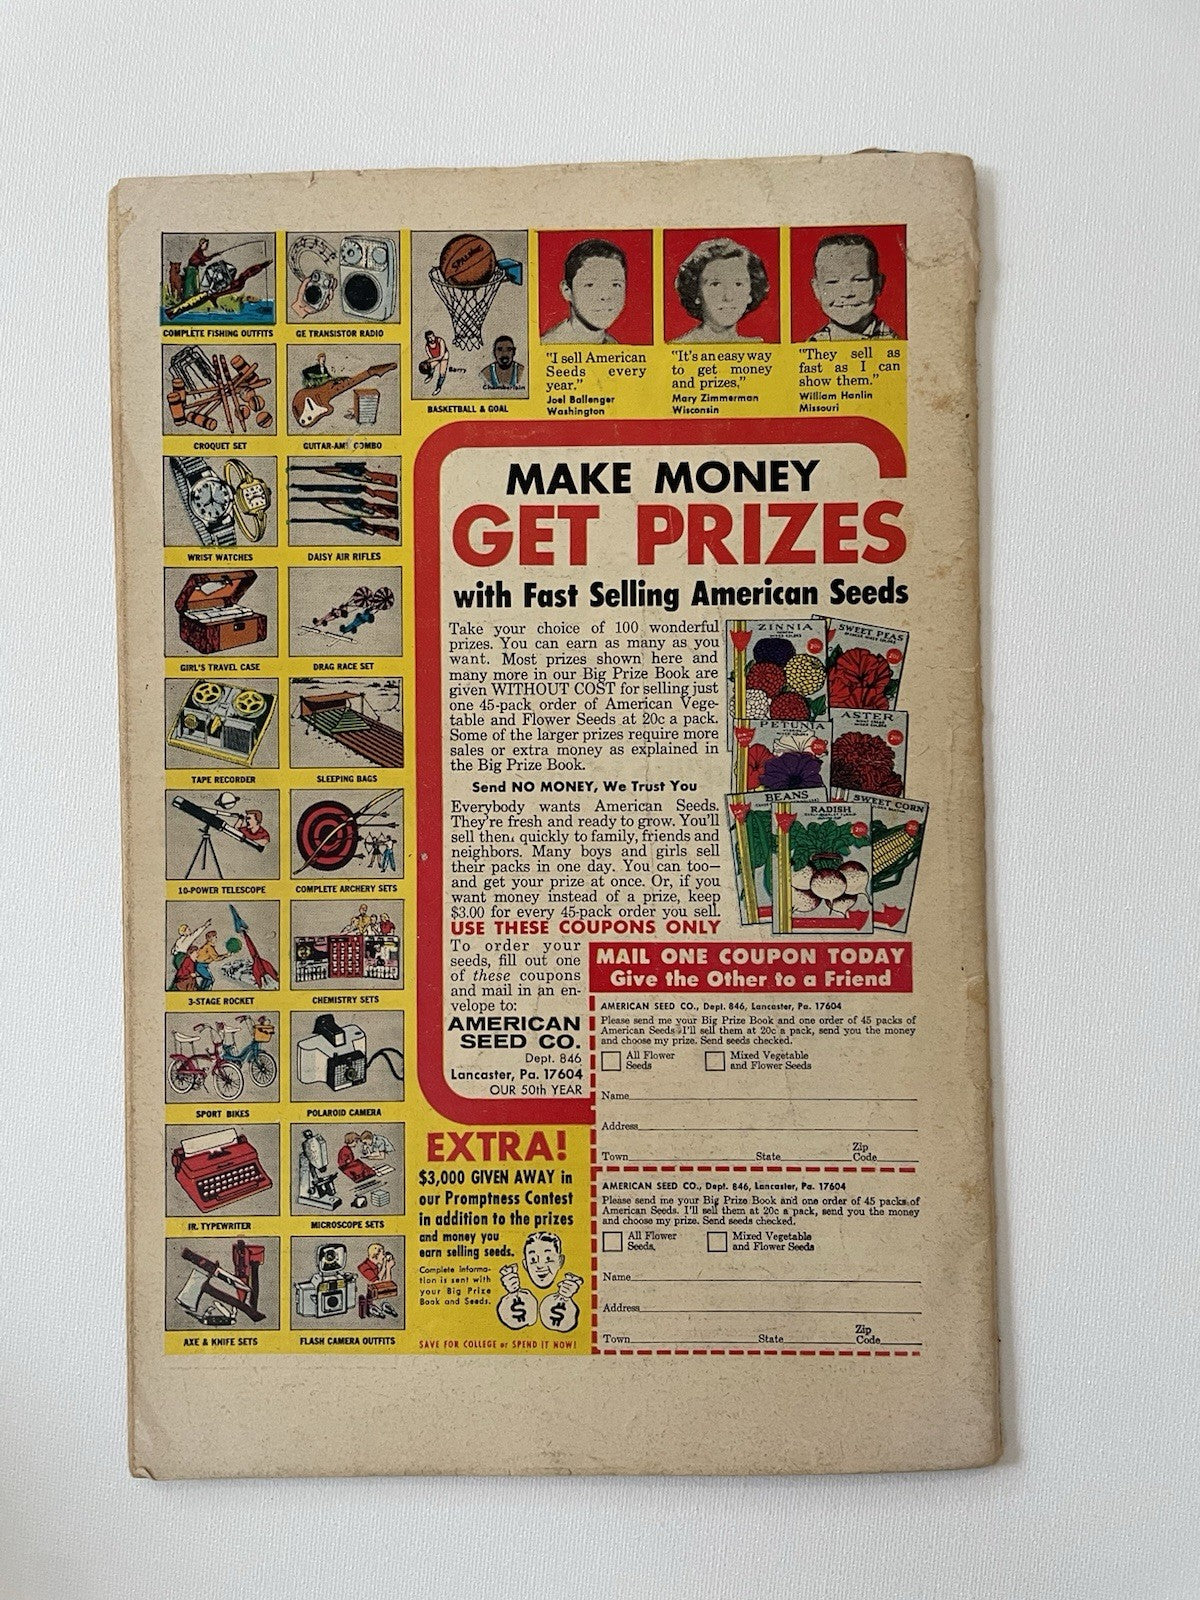 COMPLETE FISHING OUTFITS
GE TRANSISTOR RADIO
SPALDING
Barry
Chamberlain
BASKETBALL & GOAL
CROQUET SET
GUITAR-AMP COMBO
WRIST WATCHES
DAISY AIR RIFLES
GIRL'S TRAVEL CASE
DRAG RACE SET
TAPE RECORDER
SLEEPING BAGS
10-POWER TELESCOPE
COMPLETE ARCHERY SETS
3-STAGE ROCKET
CHEMISTRY SETS
SPORT BIKES
POLAROID CAMERA
JR. TYPEWRITER
MICROSCOPE SETS
AXE & KNIFE SETS
FLASH CAMERA OUTFITS
"I sell American
Seeds every
year."
Joel Ballenger
Washington
"It's an easy way
to get money
and prizes."
Mary Zimmerman
Wisconsin
"They sell as
fast as I can
show them."
William Hanlin
Missouri
MAKE MONEY
GET PRIZES
with Fast Selling American Seeds
Take your choice of 100 wonderful
prizes. You can earn as many as you
want. Most prizes shown here and
many more in our Big Prize Book are
given WITHOUT COST for selling just
one 45-pack order of American Vege-
table and Flower Seeds at 20c a pack.
Some of the larger prizes require more
sales or extra money as explained in
the Big Prize Book.
Send NO MONEY, We Trust You
Everybody wants American Seeds.
They're fresh and ready to grow. You'll
sell them quickly to family, friends and
neighbors. Many boys and girls sell
their packs in one day. You can too—
and get your prize at once. Or, if you
want money instead of a prize, keep
$3.00 for every 45-pack order you sell.
USE THESE COUPONS ONLY
To order your
seeds, fill out one
of these coupons
and mail in an en-
velope to:
AMERICAN
SEED CO.
Dept. 846
Lancaster, Pa. 17604
OUR 50th YEAR
ZINNIA
SWEET PEAS
PETUNIA
ASTER
BEANS
RADISH
SWEET CORN
MAIL ONE COUPON TODAY
Give the Other to a Friend
AMERICAN SEED CO., Dept. 846, Lancaster, Pa. 17604
Please send me your Big Prize Book and one order of 45 packs of
American Seeds. I'll sell them at 20c a pack, send you the money
and choose my prize. Send seeds checked.
All Flower
Seeds
Mixed Vegetable
and Flower Seeds
Name
Address
Town State Zip Code
AMERICAN SEED CO., Dept. 846, Lancaster, Pa. 17604
Please send me your Big Prize Book and one order of 45 packs of
American Seeds. I'll sell them at 20c a pack, send you the money
and choose my prize. Send seeds checked.
All Flower
Seeds
Mixed Vegetable
and Flower Seeds
Name
Address
Town State Zip Code
EXTRA!
$3,000 GIVEN AWAY in
our Promptness Contest
in addition to the prizes
and money you
earn selling seeds.
Complete informa-
tion is sent with
your Big Prize
Book and Seeds.
$ $
SAVE FOR COLLEGE or SPEND IT NOW!